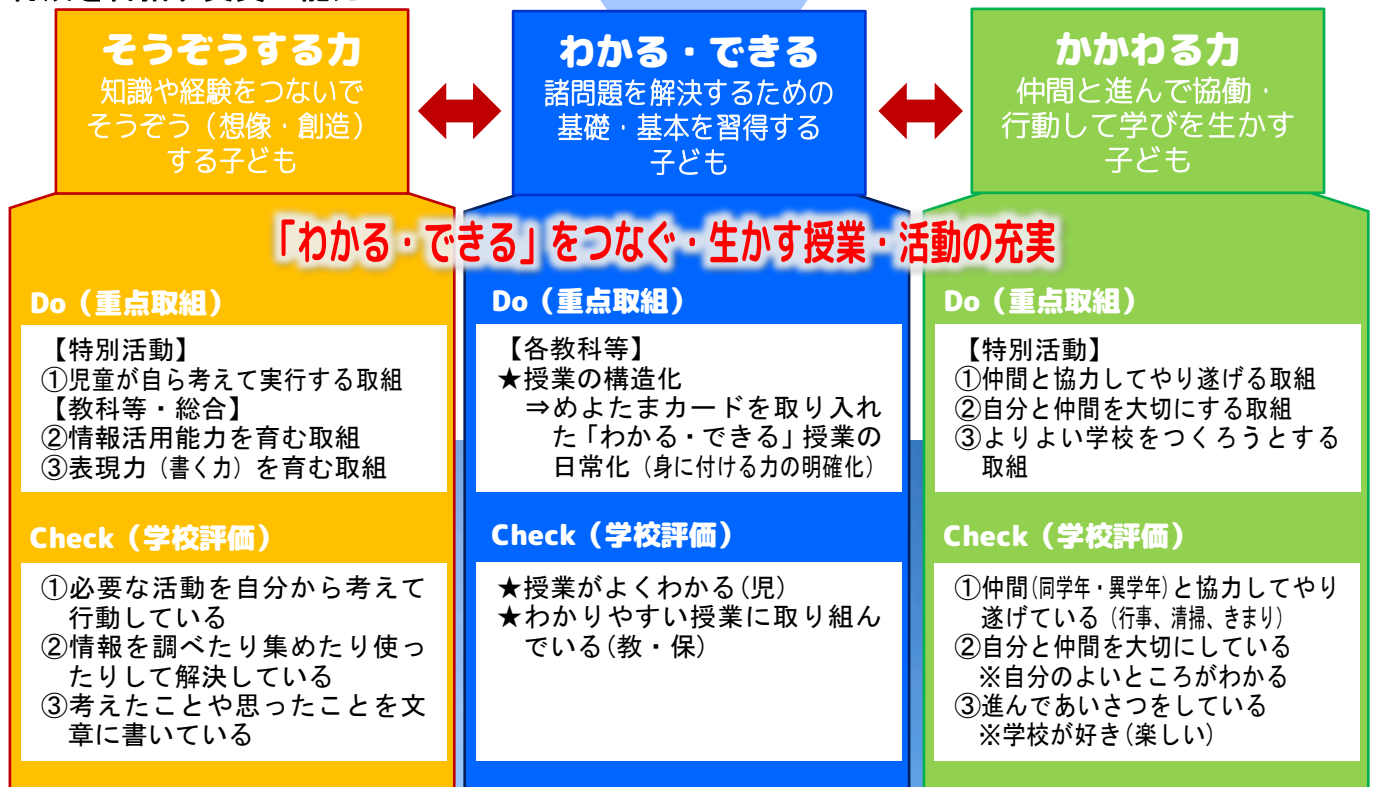 そうぞうする力
知識や経験をつないで
そうぞう（想像・創造）
する子ども
わかる・できる
諸問題を解決するための
基礎・基本を習得する
子ども
かかわる力
仲間と進んで協働・
行動して学びを生かす
子ども
「わかる・できる」をつなぐ・生かす授業・活動の充実
Do（重点取組）
【特別活動】
①児童が自ら考えて実行する取組
【教科等・総合】
②情報活用能力を育む取組
③表現力（書く力）を育む取組
Check（学校評価）
①必要な活動を自分から考えて
行動している
②情報を調べたり集めたり使っ
たりして解決している
③考えたことや思ったことを文
章に書いている
Do（重点取組）
【各教科等】
★授業の構造化
⇒めよたまカードを取り入れ
た「わかる・できる」授業の
日常化（身に付ける力の明確化）
Check（学校評価）
★授業がよくわかる(児)
★わかりやすい授業に取り組ん
でいる(教・保)
Do（重点取組）
【特別活動】
①仲間と協力してやり遂げる取組
②自分と仲間を大切にする取組
③よりよい学校をつくろうとする
取組
Check（学校評価）
①仲間(同学年・異学年)と協力してやり
遂げている（行事、清掃、きまり）
②自分と仲間を大切にしている
※自分のよいところがわかる
③進んであいさつをしている
※学校が好き(楽しい)